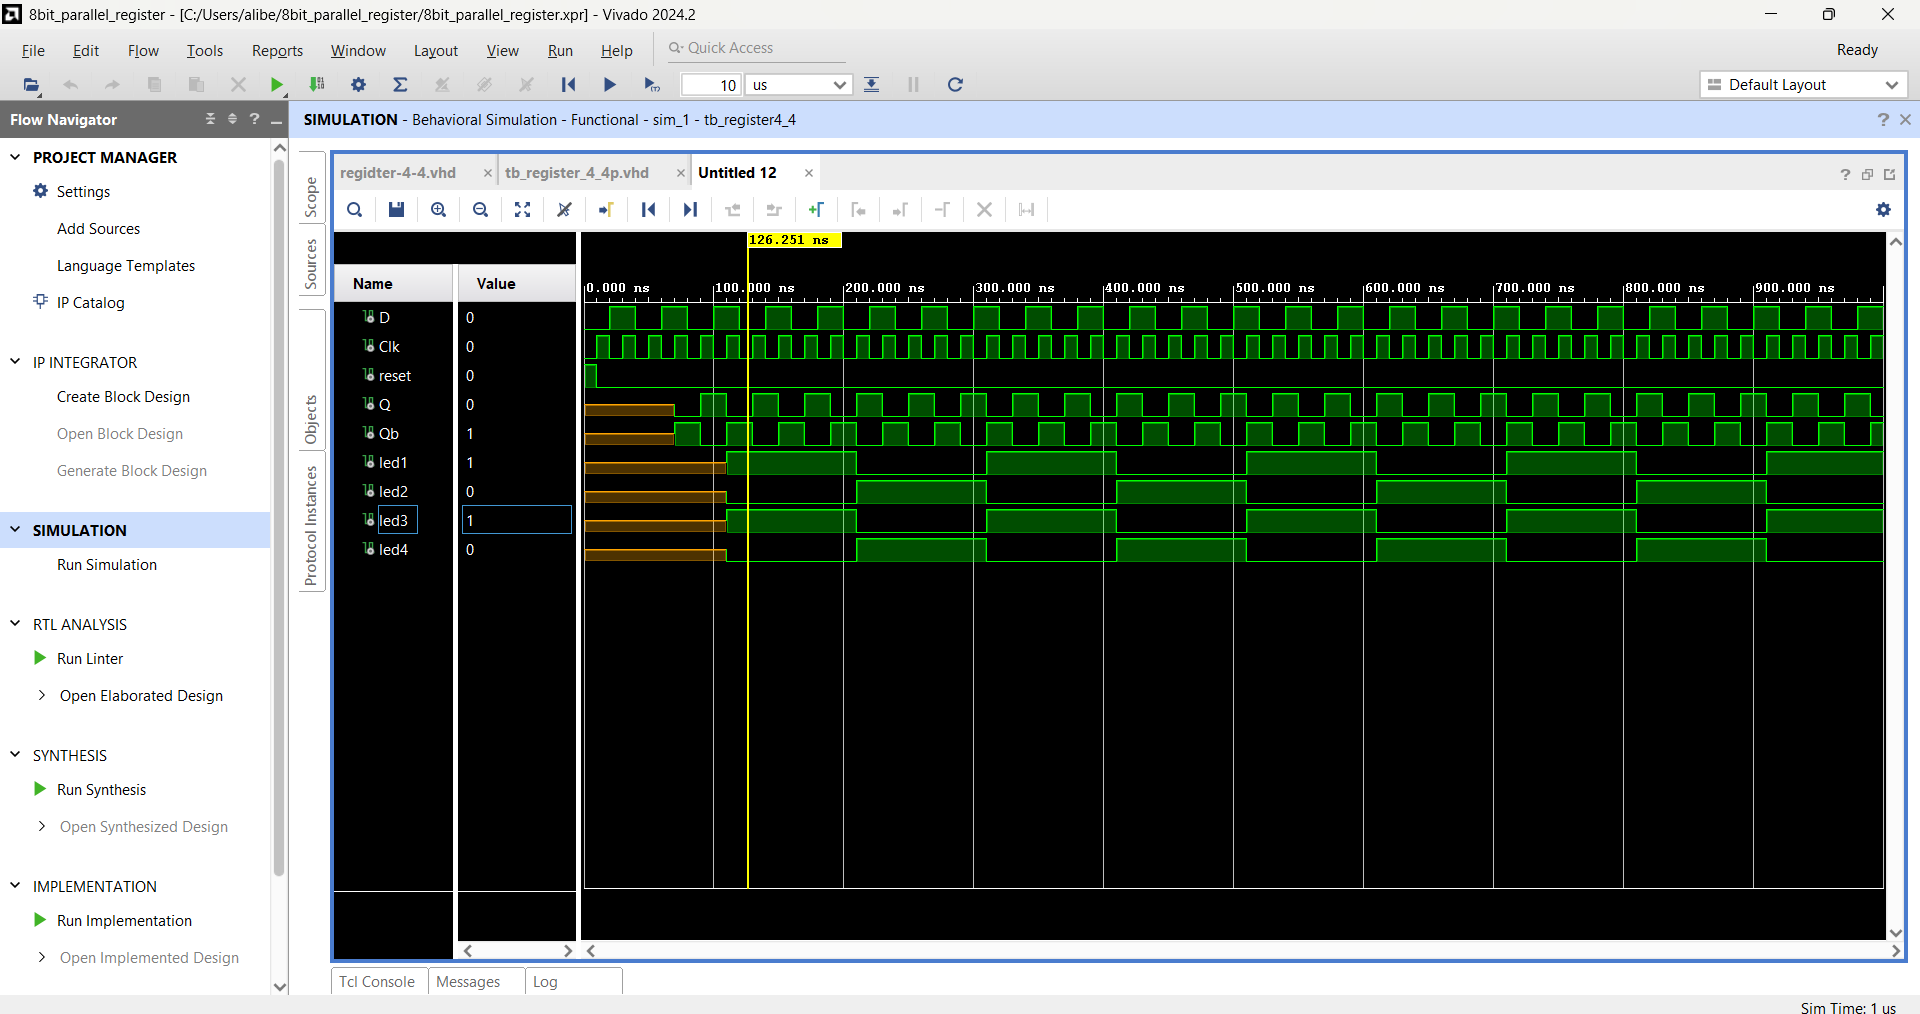 8bit_parallel_register - [C:/Users/alibe/8bit_parallel_register/8bit_parallel_register.xpr] - Vivado 2024.2
File Edit Flow Tools Reports Window Layout View Run Help Quick Access Ready
10 us Default Layout
Flow Navigator
SIMULATION - Behavioral Simulation - Functional - sim_1 - tb_register4_4
PROJECT MANAGER
Settings
Add Sources
Language Templates
IP Catalog
IP INTEGRATOR
Create Block Design
Open Block Design
Generate Block Design
SIMULATION
Run Simulation
RTL ANALYSIS
Run Linter
Open Elaborated Design
SYNTHESIS
Run Synthesis
Open Synthesized Design
IMPLEMENTATION
Run Implementation
Open Implemented Design
Scope
Sources
Objects
Protocol Instances
regidter-4-4.vhd tb_register_4_4p.vhd Untitled 12
126.251 ns
Name Value
0.000 ns 100.000 ns 200.000 ns 300.000 ns 400.000 ns 500.000 ns 600.000 ns 700.000 ns 800.000 ns 900.000 ns
D 0
Clk 0
reset 0
Q 0
Qb 1
led1 1
led2 0
led3 1
led4 0
Tcl Console Messages Log
Sim Time: 1 us